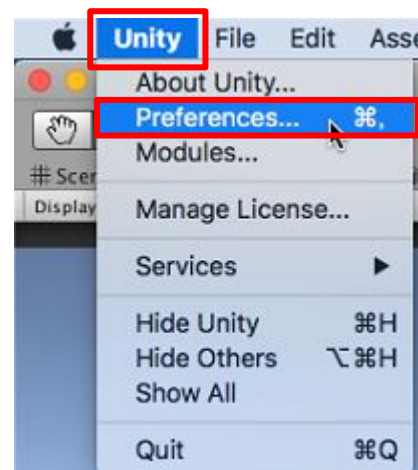 Unity File Edit Asse
About Unity...
Preferences... ⌘,
Modules...
# Scen
Display
Manage License...
Services ▶
Hide Unity ⌘H
Hide Others ⌥⌘H
Show All
Quit ⌘Q